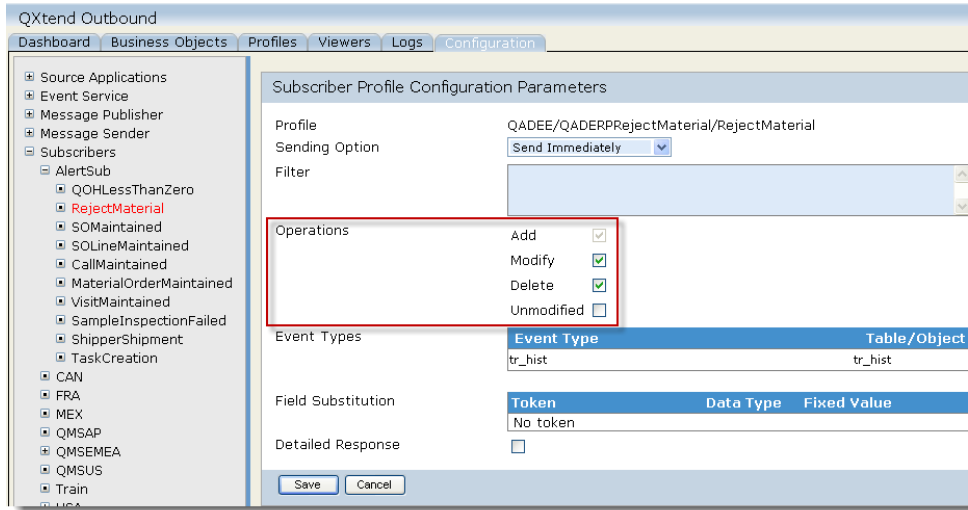 QXtend Outbound
Dashboard Business Objects Profiles Viewers Logs Configuration
Source Applications
Event Service
Message Publisher
Message Sender
Subscribers
AlertSub
QOHLessThanZero
RejectMaterial
SOMaintained
SOLineMaintained
CallMaintained
MaterialOrderMaintained
VisitMaintained
SampleInspectionFailed
ShipperShipment
TaskCreation
CAN
FRA
MEX
QMSAP
QMSEMEA
QMSUS
Train
USA
Subscriber Profile Configuration Parameters
Profile QADEE/QADERPRejectMaterial/RejectMaterial
Sending Option Send Immediately
Filter
Operations Add
Modify
Delete
Unmodified
Event Types Event Type Table/Object
tr_hist tr_hist
Field Substitution Token Data Type Fixed Value
No token
Detailed Response
Save Cancel